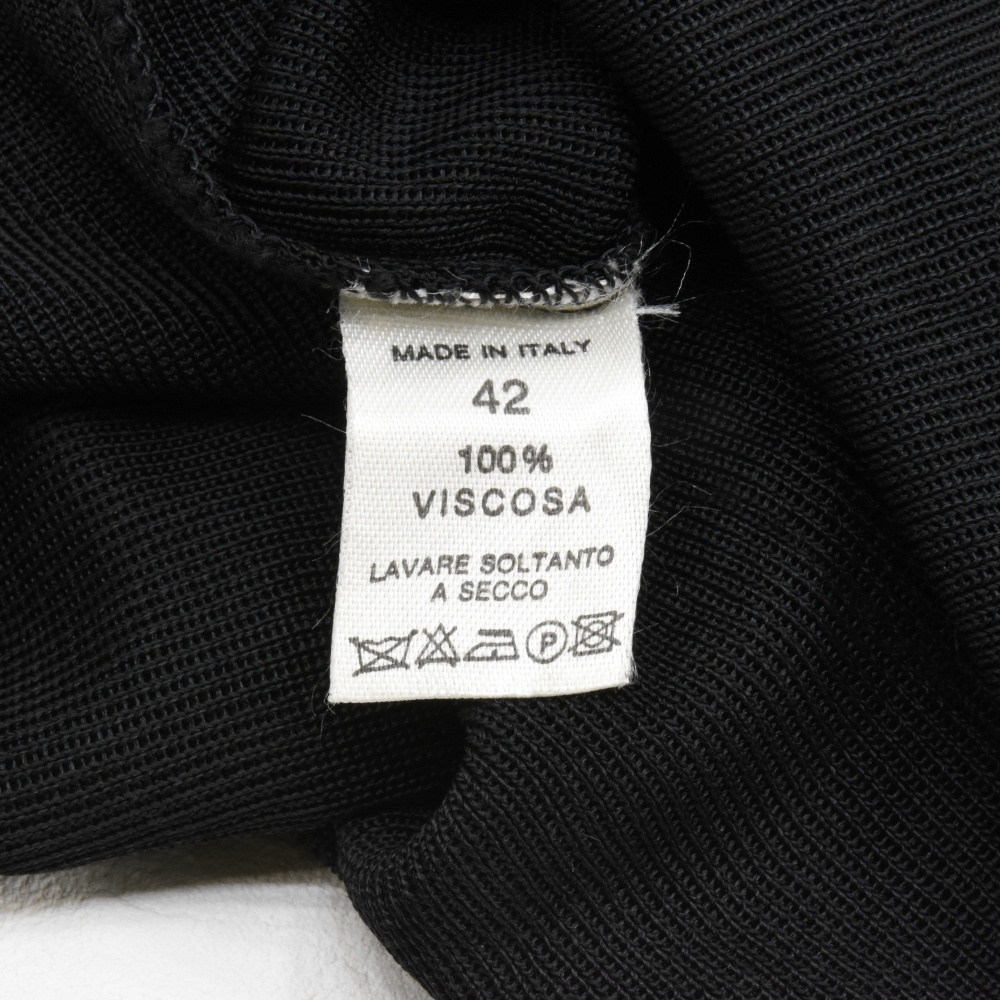 MADE IN ITALY
42
100%
VISCOSA
LAVARE SOLTANTO
A SECCO
P